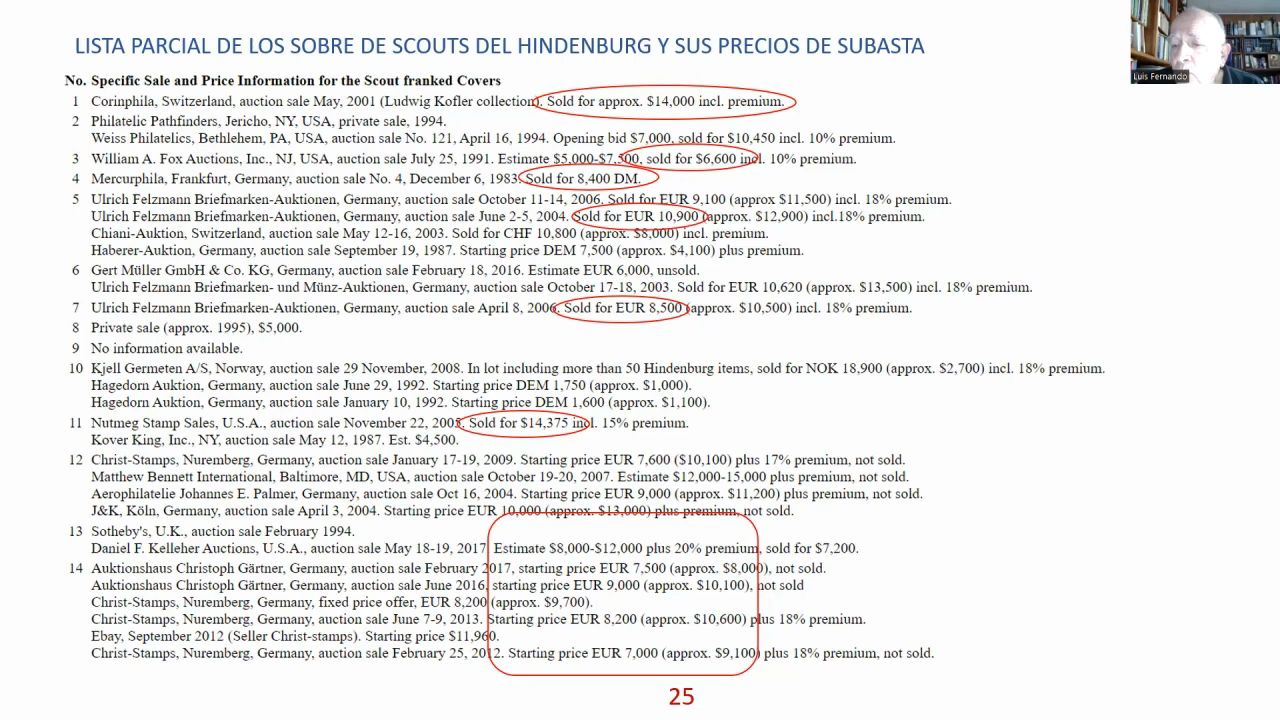 LISTA PARCIAL DE LOS SOBRE DE SCOUTS DEL HINDENBURG Y SUS PRECIOS DE SUBASTA
Luis Fernando
No. Specific Sale and Price Information for the Scout franked Covers
1 Corinphila, Switzerland, auction sale May, 2001 (Ludwig Kofler collection). Sold for approx. $14,000 incl. premium.
2 Philatelic Pathfinders, Jericho, NY, USA, private sale, 1994.
Weiss Philatelics, Bethlehem, PA, USA, auction sale No. 121, April 16, 1994. Opening bid $7,000, sold for $10,450 incl. 10% premium.
3 William A. Fox Auctions, Inc., NJ, USA, auction sale July 25, 1991. Estimate $5,000-$7,500, sold for $6,600 incl. 10% premium.
4 Mercurphila, Frankfurt, Germany, auction sale No. 4, December 6, 1983. Sold for 8,400 DM.
5 Ulrich Felzmann Briefmarken-Auktionen, Germany, auction sale October 11-14, 2006. Sold for EUR 9,100 (approx $11,500) incl. 18% premium.
Ulrich Felzmann Briefmarken-Auktionen, Germany, auction sale June 2-5, 2004. Sold for EUR 10,900 (approx. $12,900) incl.18% premium.
Chiani-Auktion, Switzerland, auction sale May 12-16, 2003. Sold for CHF 10,800 (approx. $8,000) incl. premium.
Haberer-Auktion, Germany, auction sale September 19, 1987. Starting price DEM 7,500 (approx. $4,100) plus premium.
6 Gert Müller GmbH & Co. KG, Germany, auction sale February 18, 2016. Estimate EUR 6,000, unsold.
Ulrich Felzmann Briefmarken- und Münz-Auktionen, Germany, auction sale October 17-18, 2003. Sold for EUR 10,620 (approx. $13,500) incl. 18% premium.
7 Ulrich Felzmann Briefmarken-Auktionen, Germany, auction sale April 8, 2006. Sold for EUR 8,500 (approx. $10,500) incl. 18% premium.
8 Private sale (approx. 1995), $5,000.
9 No information available.
10 Kjell Germeten A/S, Norway, auction sale 29 November, 2008. In lot including more than 50 Hindenburg items, sold for NOK 18,900 (approx. $2,700) incl. 18% premium.
Hagedorn Auktion, Germany, auction sale June 29, 1992. Starting price DEM 1,750 (approx. $1,000).
Hagedorn Auktion, Germany, auction sale January 10, 1992. Starting price DEM 1,600 (approx. $1,100).
11 Nutmeg Stamp Sales, U.S.A., auction sale November 22, 2005. Sold for $14,375 incl. 15% premium.
Kover King, Inc., NY, auction sale May 12, 1987. Est. $4,500.
12 Christ-Stamps, Nuremberg, Germany, auction sale January 17-19, 2009. Starting price EUR 7,600 ($10,100) plus 17% premium, not sold.
Matthew Bennett International, Baltimore, MD, USA, auction sale October 19-20, 2007. Estimate $12,000-15,000 plus premium, not sold.
Aerophilatelie Johannes E. Palmer, Germany, auction sale Oct 16, 2004. Starting price EUR 9,000 (approx. $11,200) plus premium, not sold.
J&K, Köln, Germany, auction sale April 3, 2004. Starting price EUR 10,000 (approx. $13,000) plus premium, not sold.
13 Sotheby's, U.K., auction sale February 1994.
Daniel F. Kelleher Auctions, U.S.A., auction sale May 18-19, 2017. Estimate $8,000-$12,000 plus 20% premium, sold for $7,200.
14 Auktionshaus Christoph Gärtner, Germany, auction sale February 2017, starting price EUR 7,500 (approx. $8,000), not sold.
Auktionshaus Christoph Gärtner, Germany, auction sale June 2016, starting price EUR 9,000 (approx. $10,100), not sold
Christ-Stamps, Nuremberg, Germany, fixed price offer, EUR 8,200 (approx. $9,700).
Christ-Stamps, Nuremberg, Germany, auction sale June 7-9, 2013. Starting price EUR 8,200 (approx. $10,600) plus 18% premium.
Ebay, September 2012 (Seller Christ-stamps). Starting price $11,960.
Christ-Stamps, Nuremberg, Germany, auction sale February 25, 2012. Starting price EUR 7,000 (approx. $9,100) plus 18% premium, not sold.
25